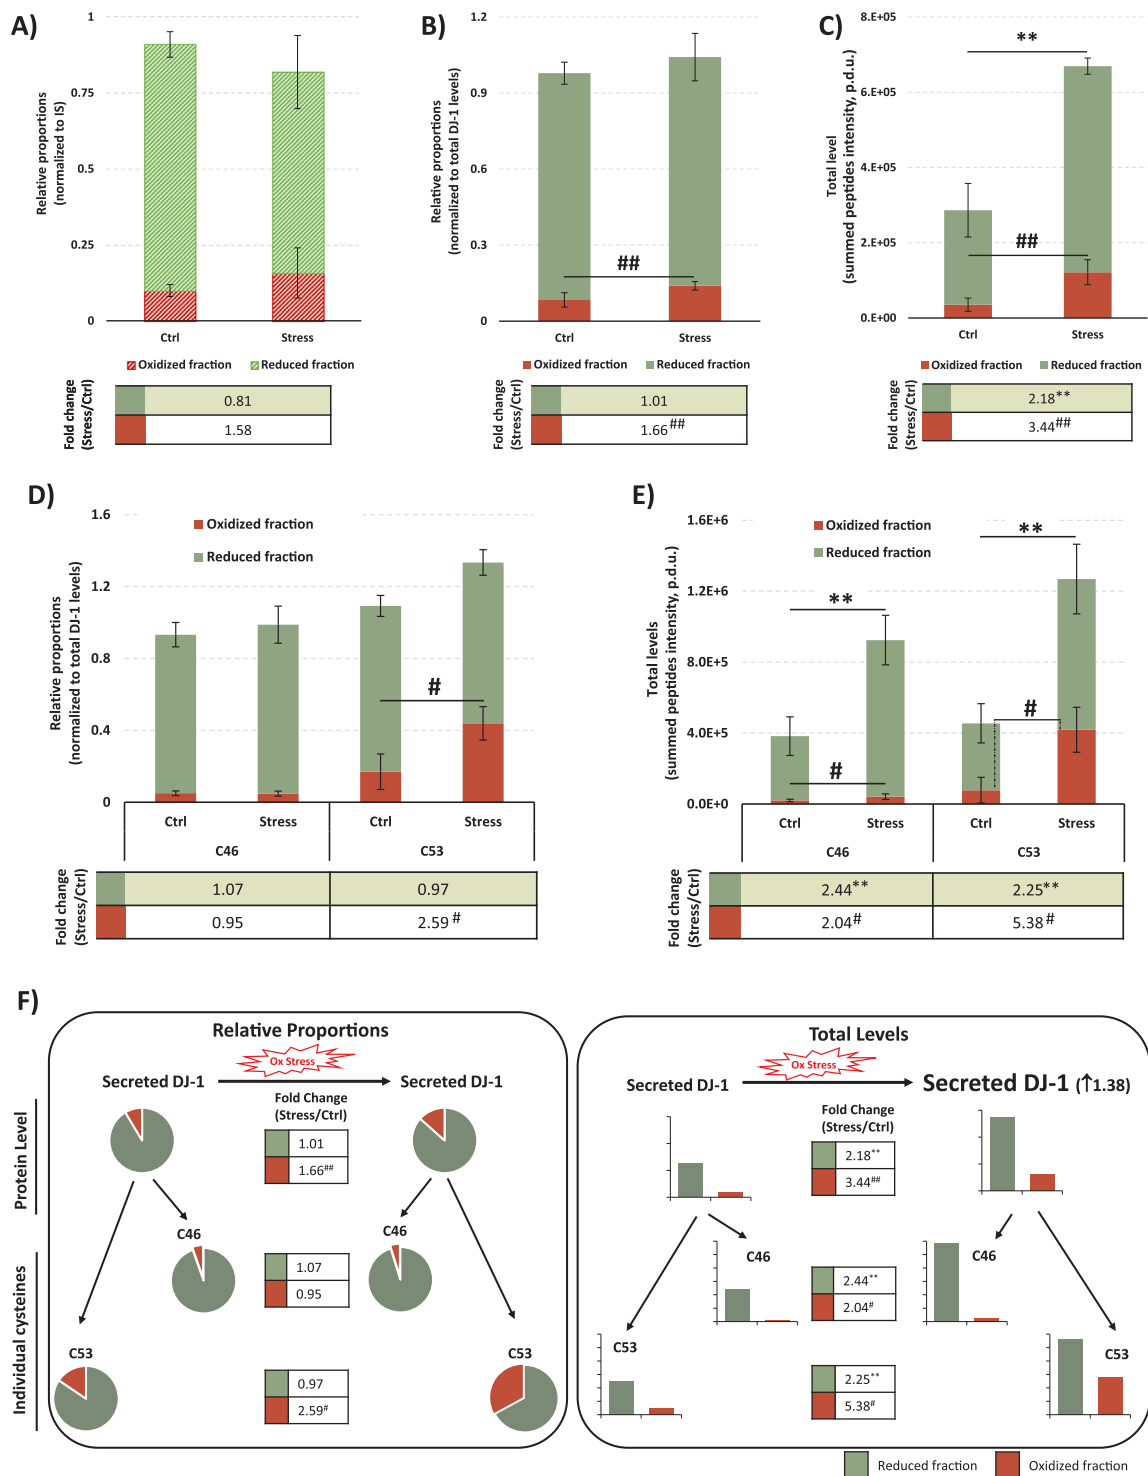 A)
Relative proportions
(normalized to IS)
1
0.75
0.5
0.25
0
Ctrl
Stress
Oxidized fraction
Reduced fraction
Fold change
(Stress/Ctrl)
0.81
1.58
B)
Relative proportions
(normalized to total DJ-1 levels)
1.2
0.9
0.6
0.3
0
##
Ctrl
Stress
Oxidized fraction
Reduced fraction
Fold change
(Stress/Ctrl)
1.01
1.66##
C)
Total level
(summed peptides intensity, p.d.u.)
8.E+05
6.E+05
4.E+05
2.E+05
0.E+00
**
##
Ctrl
Stress
Oxidized fraction
Reduced fraction
Fold change
(Stress/Ctrl)
2.18**
3.44##
D)
Relative proportions
(normalized to total DJ-1 levels)
1.6
1.2
0.8
0.4
0
Oxidized fraction
Reduced fraction
#
Ctrl
Stress
Ctrl
Stress
C46
C53
Fold change
(Stress/Ctrl)
1.07
0.97
0.95
2.59 #
E)
Total levels
(summed peptides intensity, p.d.u.)
1.6E+6
1.2E+6
8.0E+5
4.0E+5
0.0E+0
Oxidized fraction
Reduced fraction
**
#
**
#
Ctrl
Stress
Ctrl
Stress
C46
C53
Fold change
(Stress/Ctrl)
2.44**
2.25**
2.04#
5.38#
F)
Relative Proportions
Ox Stress
Secreted DJ-1
Secreted DJ-1
Fold Change
(Stress/Ctrl)
Protein Level
1.01
1.66##
C46
C46
Individual cysteines
1.07
0.95
C53
C53
0.97
2.59#
Total Levels
Ox Stress
Secreted DJ-1
Secreted DJ-1 (↑1.38)
Fold Change
(Stress/Ctrl)
2.18**
3.44##
C46
C46
2.44**
2.04#
C53
C53
2.25**
5.38#
Reduced fraction
Oxidized fraction